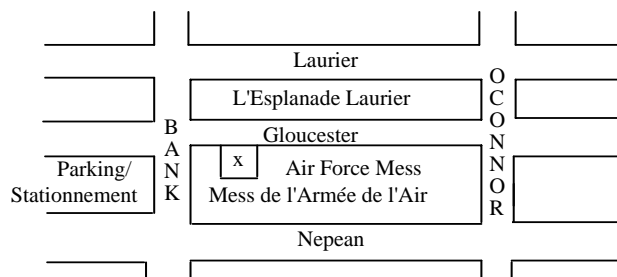 Laurier
L'Esplanade Laurier
OCONNOR
BANK
Gloucester
x
Air Force Mess
Mess de l'Armée de l'Air
Parking/
Stationnement
Nepean